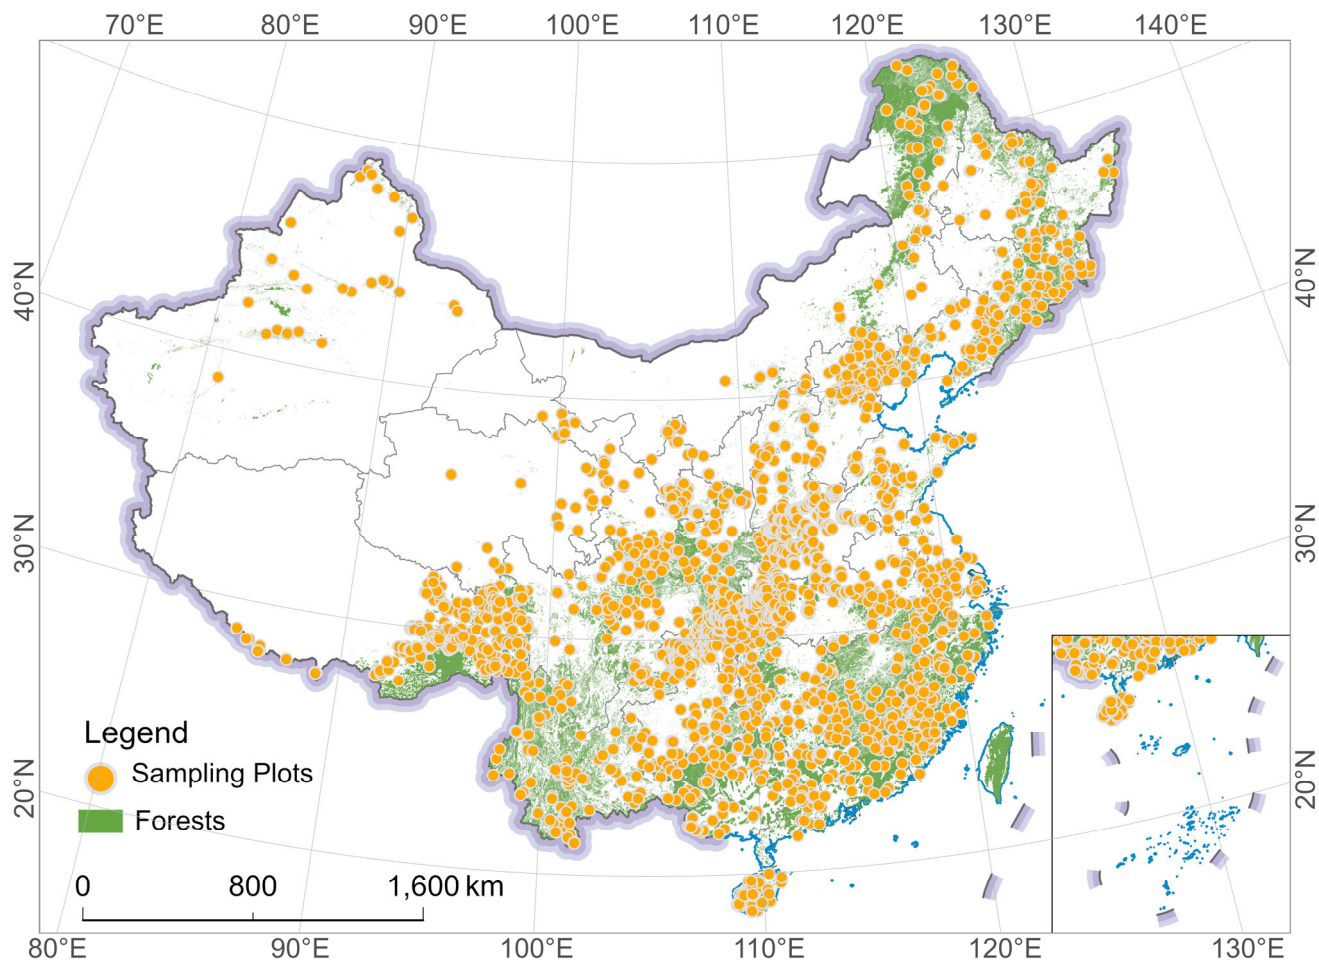 70°E 80°E 90°E 100°E 110°E 120°E 130°E 140°E
40°N 40°N
30°N 30°N
Legend
Sampling Plots
20°N 20°N
Forests
0 800 1,600 km
80°E 90°E 100°E 110°E 120°E 130°E